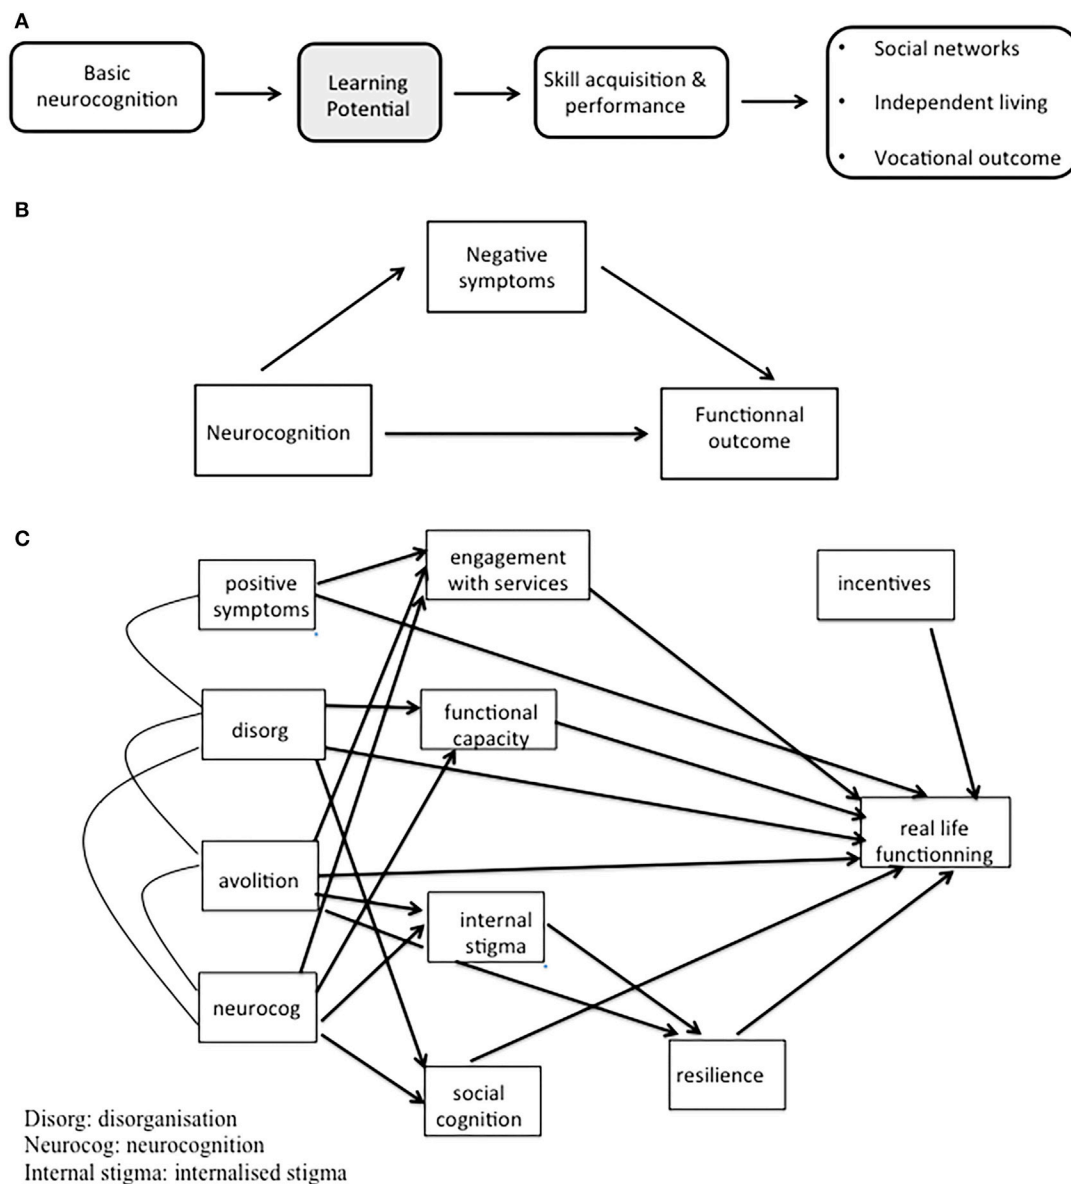 A
Basic
neurocognition
Learning
Potential
Skill acquisition &
performance
• Social networks
• Independent living
• Vocational outcome
B
Negative
symptoms
Neurocognition
Functionnal
outcome
C
positive
symptoms
engagement
with services
incentives
disorg
functional
capacity
real life
functionning
avolition
internal
stigma
neurocog
resilience
social
cognition
Disorg: disorganisation
Neurocog: neurocognition
Internal stigma: internalised stigma